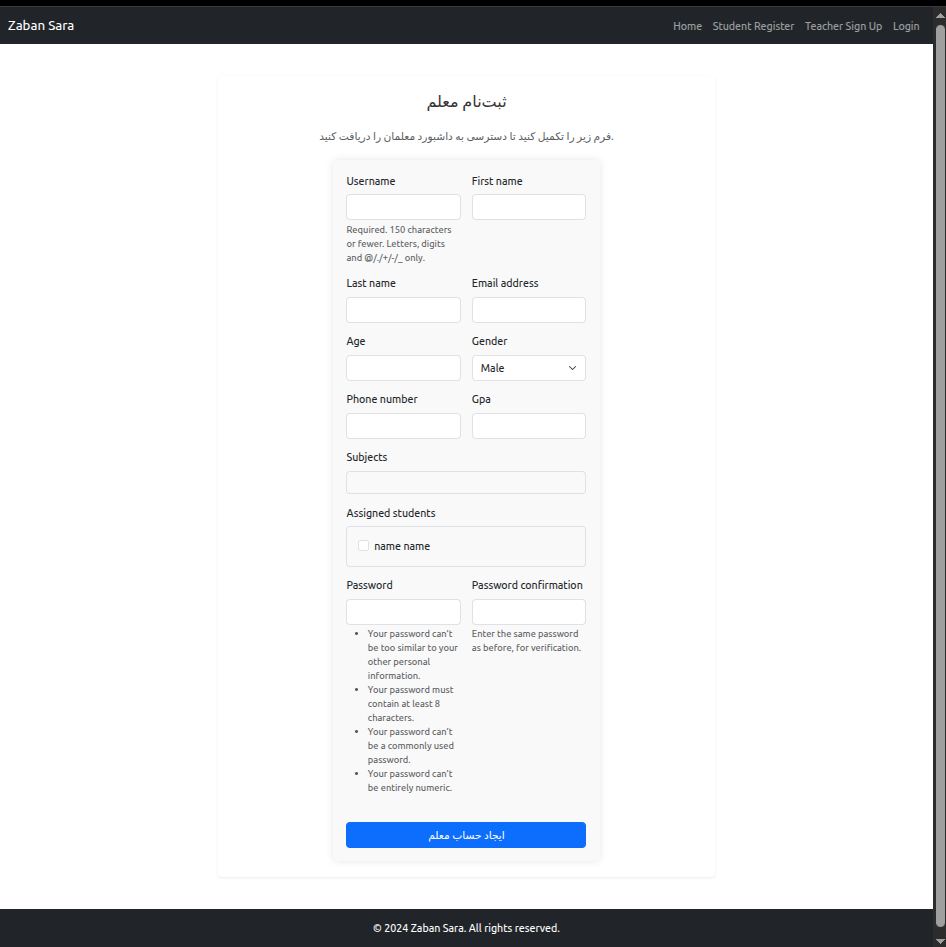 Zaban Sara
Home Student Register Teacher Sign Up Login
ثبت‌نام معلم
فرم زیر را تکمیل کنید تا دسترسی به داشبورد معلمان را دریافت کنید.
Username First name
Required. 150 characters
or fewer. Letters, digits
and @/./+/-/_ only.
Last name Email address
Age Gender
Male
Phone number Gpa
Subjects
Assigned students
name name
Password Password confirmation
• Your password can't
be too similar to your
other personal
information.
• Your password must
contain at least 8
characters.
• Your password can't
be a commonly used
password.
• Your password can't
be entirely numeric.
Enter the same password
as before, for verification.
ایجاد حساب معلم
© 2024 Zaban Sara. All rights reserved.